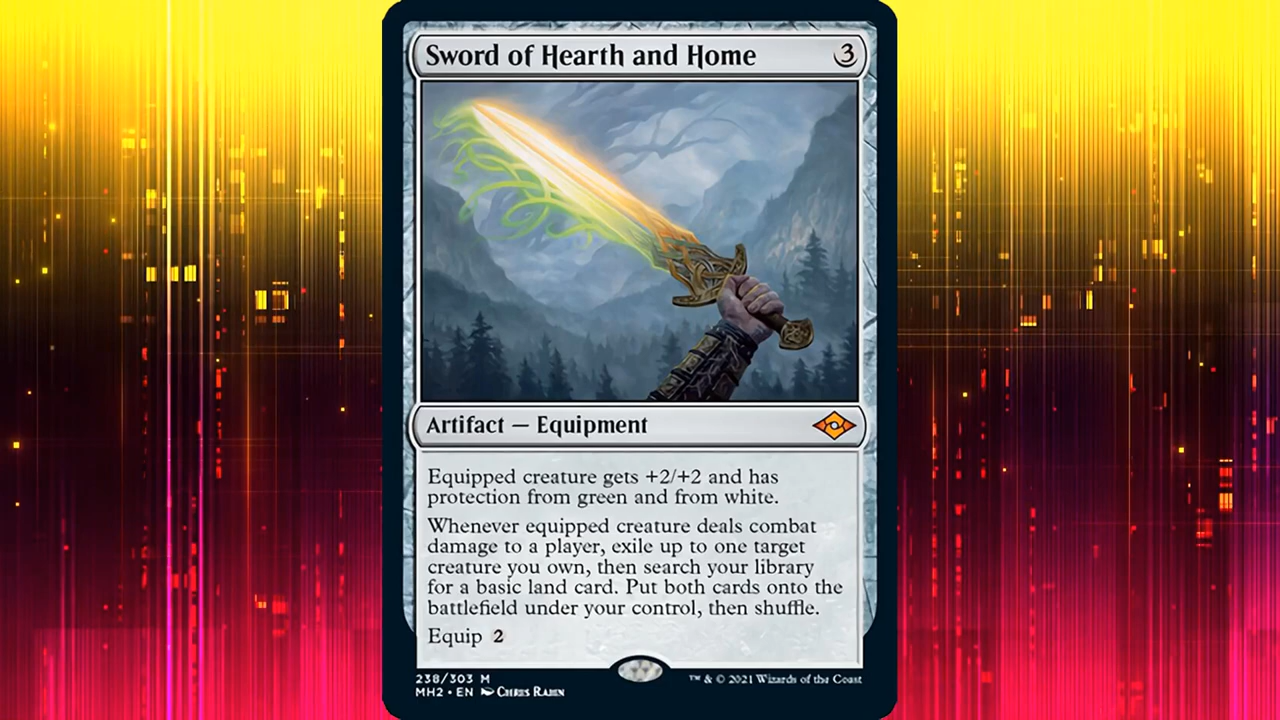 Sword of Hearth and Home 3
Artifact — Equipment
Equipped creature gets +2/+2 and has
protection from green and from white.
Whenever equipped creature deals combat
damage to a player, exile up to one target
creature you own, then search your library
for a basic land card. Put both cards onto the
battlefield under your control, then shuffle.
Equip 2
238/303 M
MH2 • EN Chris Rahn
™ & © 2021 Wizards of the Coast